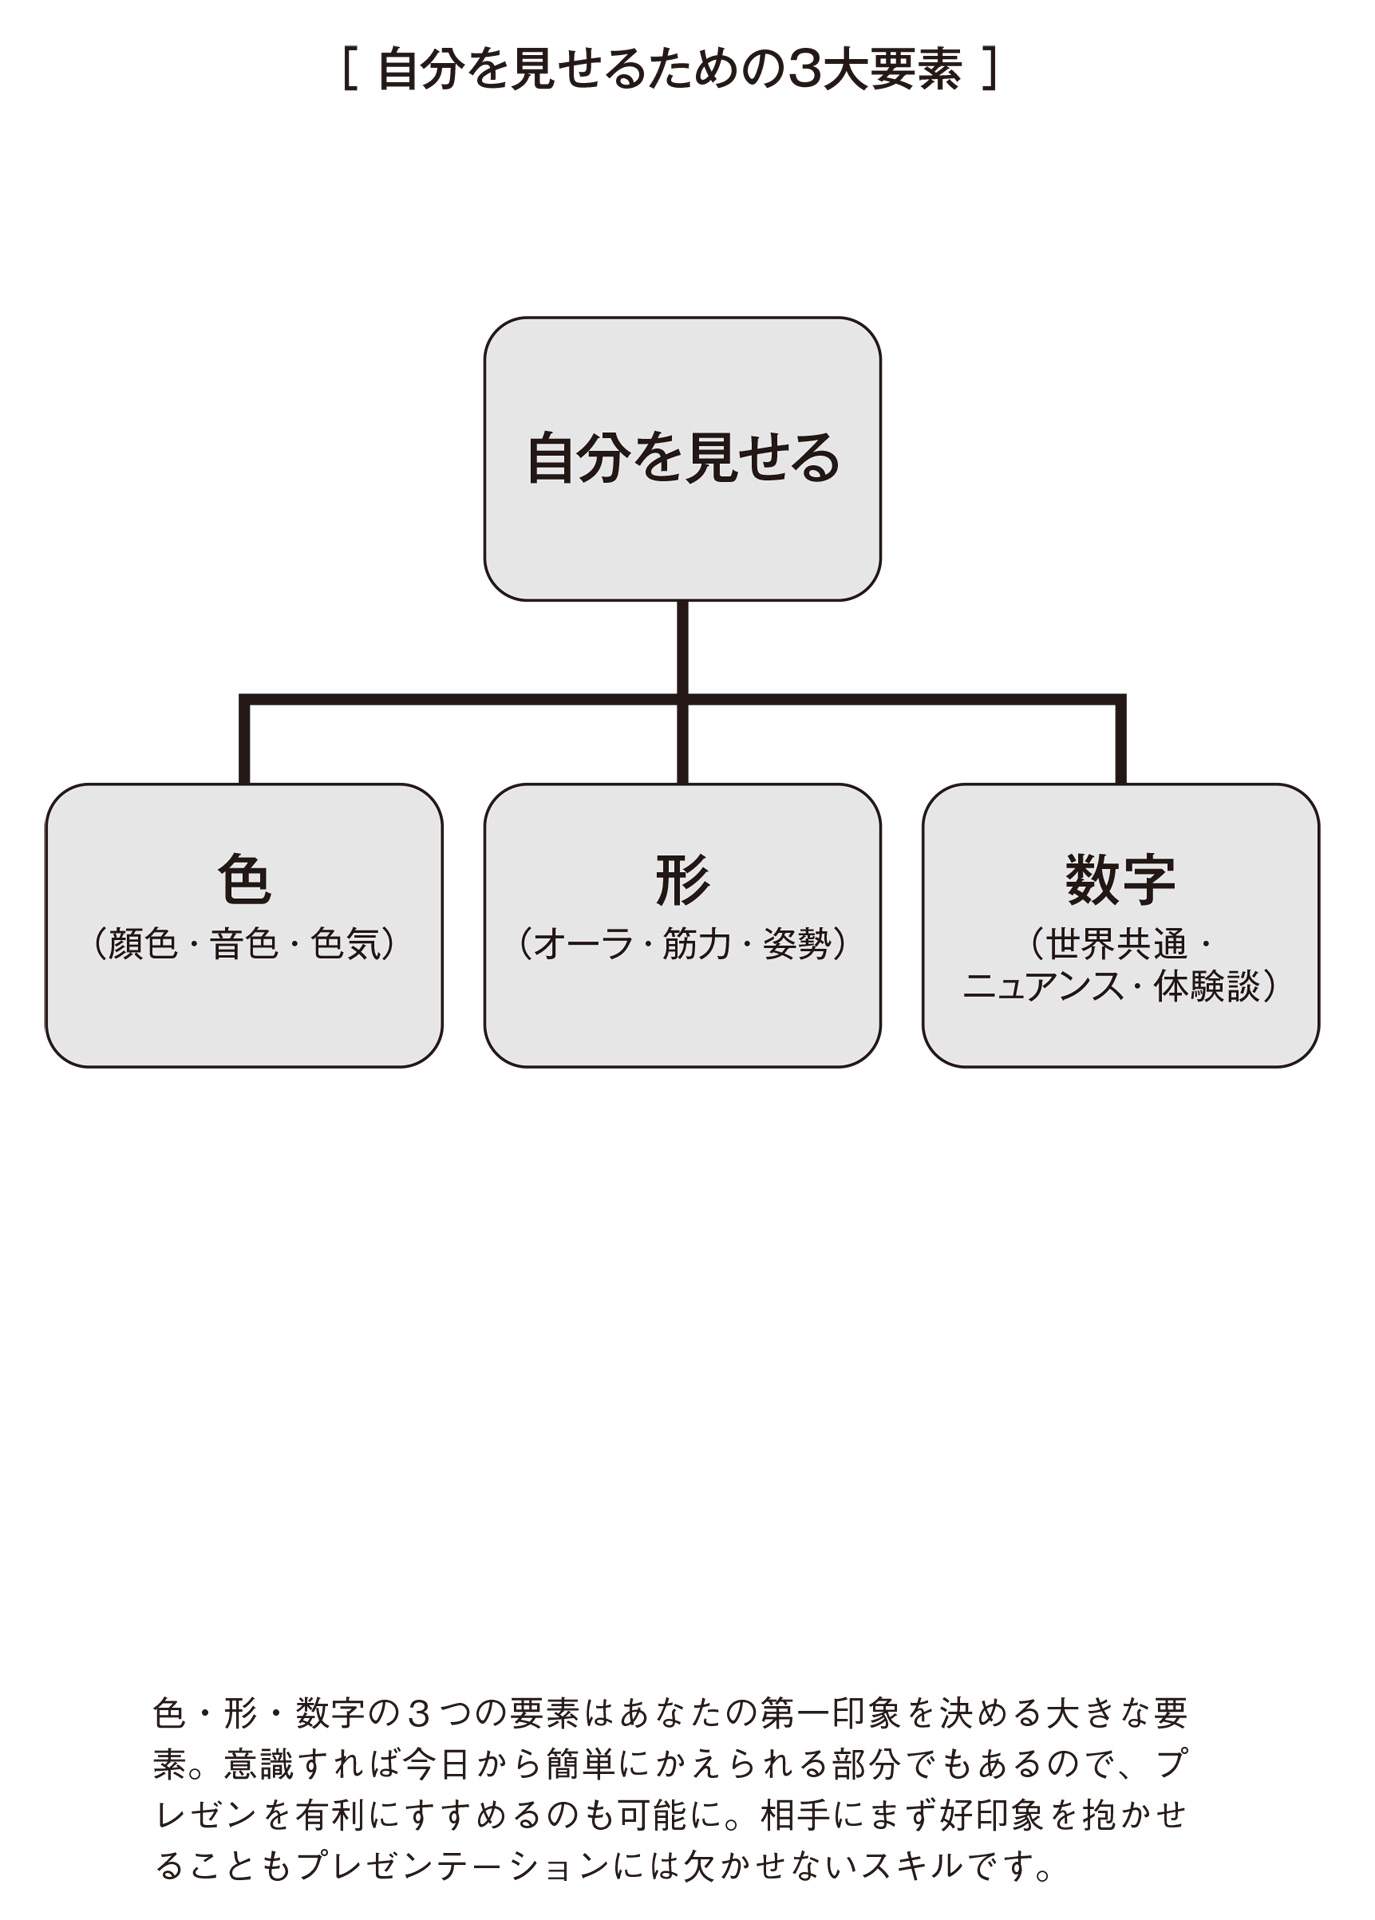 ［ 自分を見せるための3大要素 ］
自分を見せる
色
（顔色・音色・色気）
形
（オーラ・筋力・姿勢）
数字
（世界共通・
ニュアンス・体験談）
色・形・数字の３つの要素はあなたの第一印象を決める大きな要
素。意識すれば今日から簡単にかえられる部分でもあるので、プ
レゼンを有利にすすめるのも可能に。相手にまず好印象を抱かせ
ることもプレゼンテーションには欠かせないスキルです。